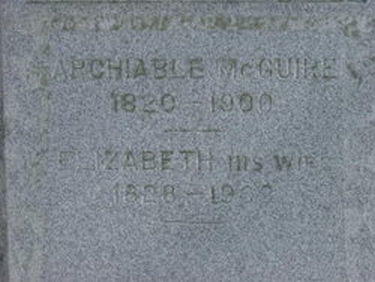 ARCHIABLE McGUIRE
1820 – 1900
ELIZABETH HIS WIFE
1828 –